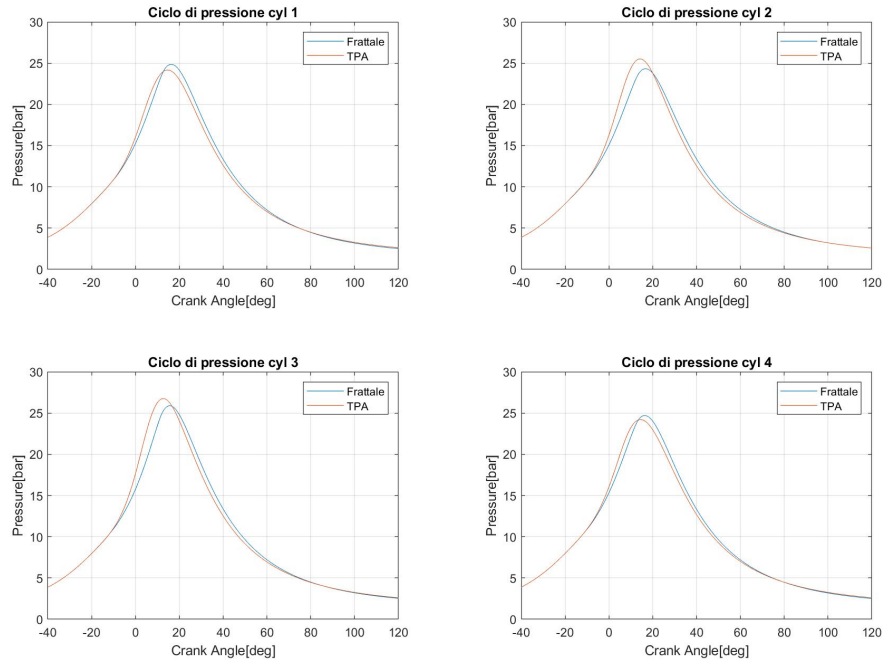 Ciclo di pressione cyl 1
30
25
20
15
10
5
0
Pressure[bar]
Frattale
TPA
-40 -20 0 20 40 60 80 100 120
Crank Angle[deg]
Ciclo di pressione cyl 2
30
25
20
15
10
5
0
Pressure[bar]
Frattale
TPA
-40 -20 0 20 40 60 80 100 120
Crank Angle[deg]
Ciclo di pressione cyl 3
30
25
20
15
10
5
0
Pressure[bar]
Frattale
TPA
-40 -20 0 20 40 60 80 100 120
Crank Angle[deg]
Ciclo di pressione cyl 4
30
25
20
15
10
5
0
Pressure[bar]
Frattale
TPA
-40 -20 0 20 40 60 80 100 120
Crank Angle[deg]